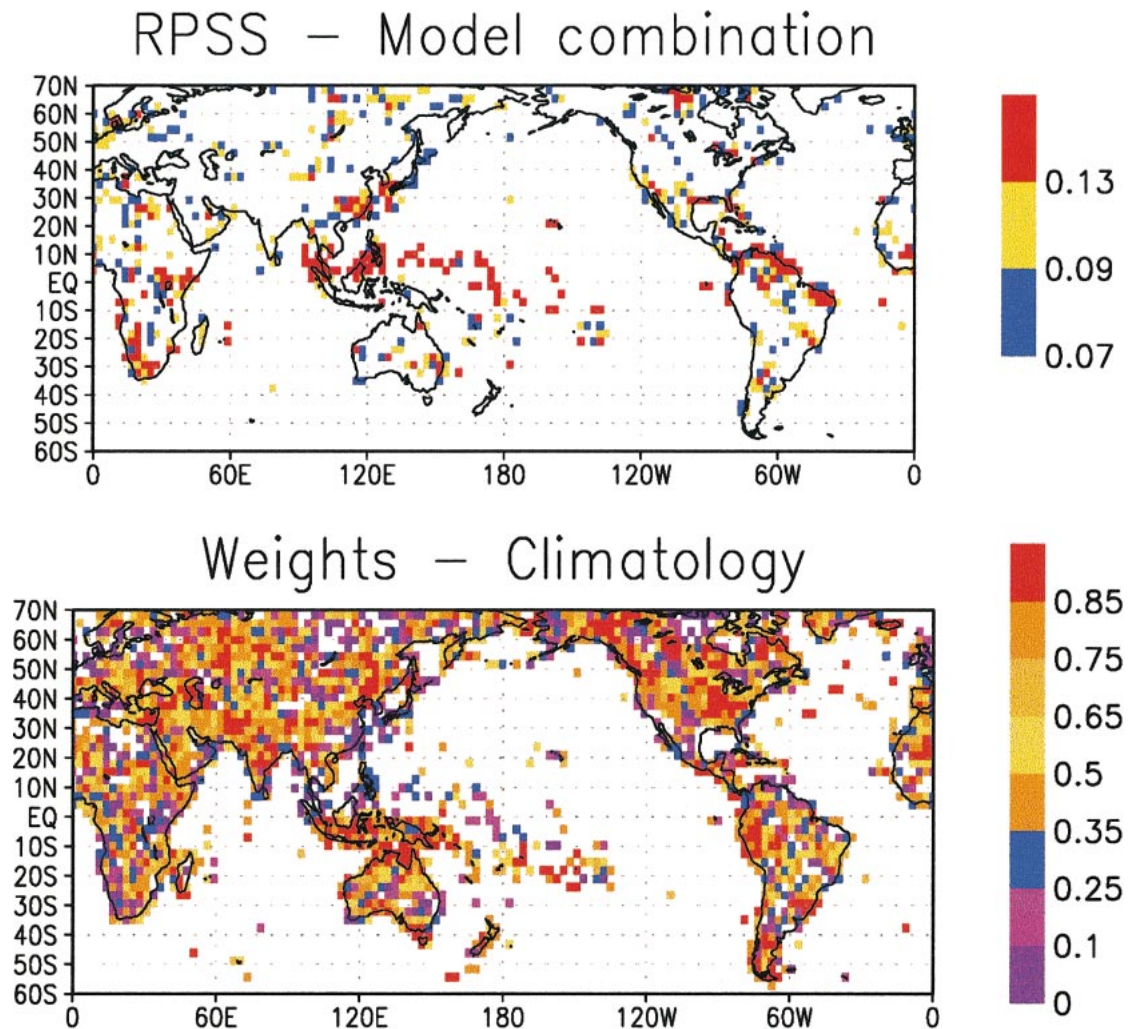 RPSS – Model combination
70N
60N
50N
40N
30N
20N
10N
EQ
10S
20S
30S
40S
50S
60S
0 60E 120E 180 120W 60W 0
0.13
0.09
0.07
Weights – Climatology
70N
60N
50N
40N
30N
20N
10N
EQ
10S
20S
30S
40S
50S
60S
0 60E 120E 180 120W 60W 0
0.85
0.75
0.65
0.5
0.35
0.25
0.1
0